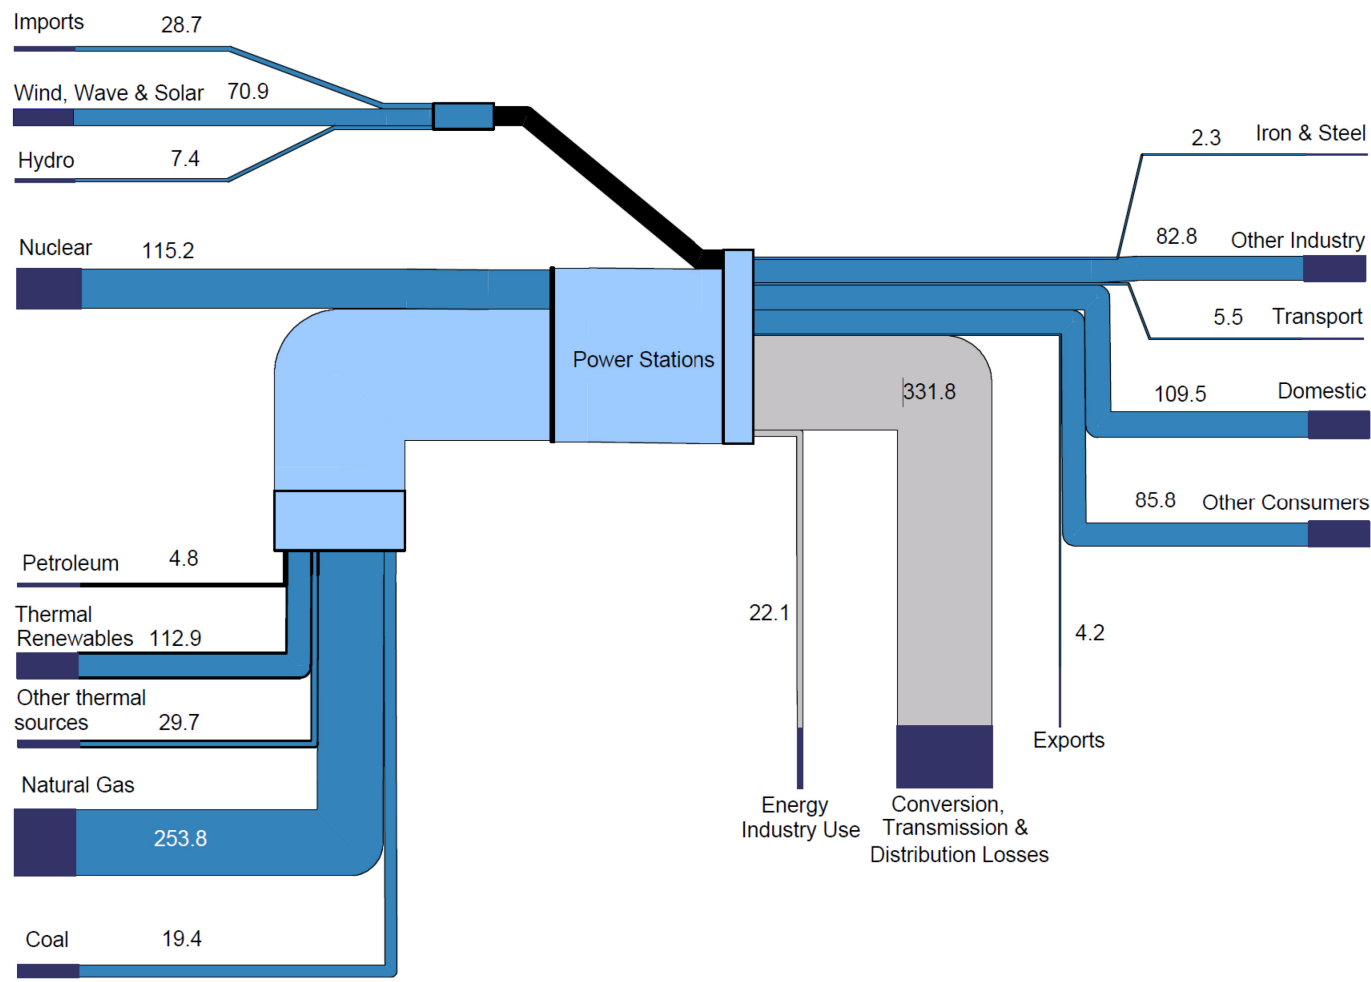 Imports 28.7
Wind, Wave & Solar 70.9
Hydro 7.4
Nuclear 115.2
Power Stations
Petroleum 4.8
Thermal
Renewables 112.9
Other thermal
sources 29.7
Natural Gas
253.8
Coal 19.4
2.3 Iron & Steel
82.8 Other Industry
5.5 Transport
109.5 Domestic
85.8 Other Consumers
331.8
22.1
4.2
Exports
Energy
Industry Use
Conversion,
Transmission &
Distribution Losses